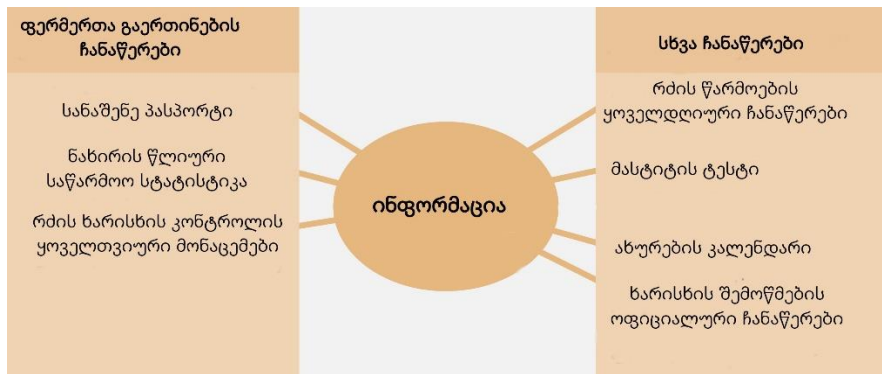 ფერმერთა გაერთინების
ჩანაწერები
სანაშენე პასპორტი
ნახირის წლიური
საწარმოო სტატისტიკა
რძის ხარისხის კონტროლის
ყოველთვიური მონაცემები
ინფორმაცია
სხვა ჩანაწერები
რძის წარმოების
ყოველდღიური ჩანაწერები
მასტიტის ტესტი
ახურების კალენდარი
ხარისხის შემოწმების
ოფიციალური ჩანაწერები